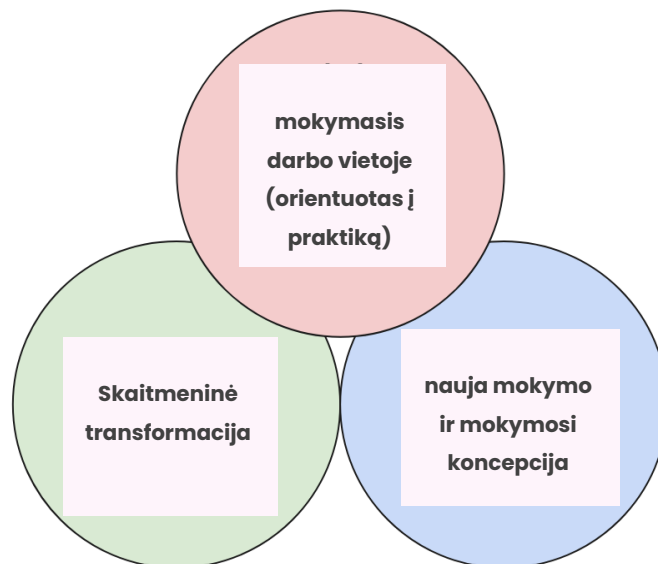 mokymasis
darbo vietoje
(orientuotas į
praktiką)
Skaitmeninė
transformacija
nauja mokymo
ir mokymosi
koncepcija